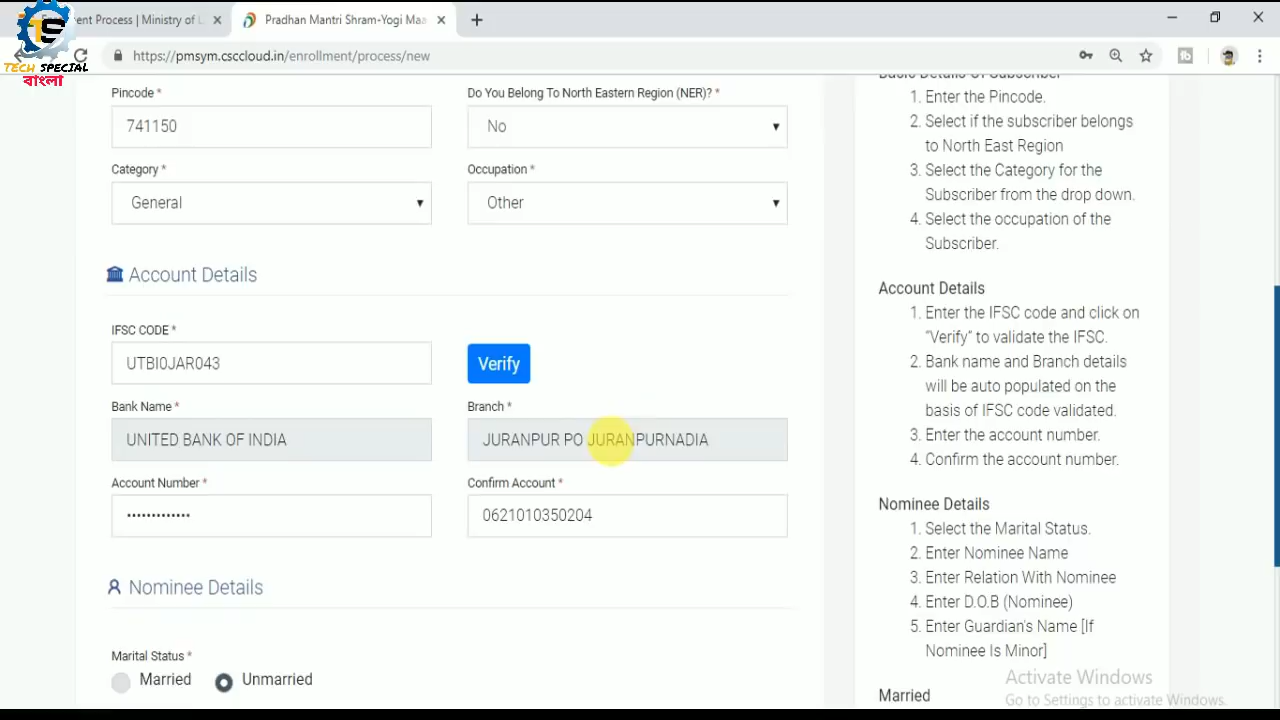 ent Process | Ministry of L
Pradhan Mantri Shram-Yogi Maa
TS
TECH SPECIAL
বাংলা
https://pmsym.csccloud.in/enrollment/process/new
Pincode *
Do You Belong To North Eastern Region (NER)? *
741150
No
Category *
Occupation *
General
Other
Account Details
IFSC CODE *
UTBI0JAR043
Verify
Bank Name *
Branch *
UNITED BANK OF INDIA
JURANPUR PO JURANPURNADIA
Account Number *
Confirm Account *
•••••••••••••
0621010350204
Nominee Details
Marital Status *
Married
Unmarried
Basic Details Of Subscriber
1. Enter the Pincode.
2. Select if the subscriber belongs
to North East Region
3. Select the Category for the
Subscriber from the drop down.
4. Select the occupation of the
Subscriber.
Account Details
1. Enter the IFSC code and click on
“Verify” to validate the IFSC.
2. Bank name and Branch details
will be auto populated on the
basis of IFSC code validated.
3. Enter the account number.
4. Confirm the account number.
Nominee Details
1. Select the Marital Status.
2. Enter Nominee Name
3. Enter Relation With Nominee
4. Enter D.O.B (Nominee)
5. Enter Guardian's Name [If
Nominee Is Minor]
Married
Activate Windows
Go to Settings to activate Windows.